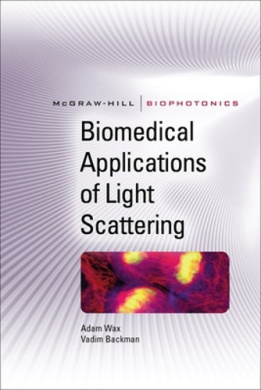 McGRAW-HILL | BIOPHOTONICS
Biomedical
Applications
of Light
Scattering
Adam Wax
Vadim Backman